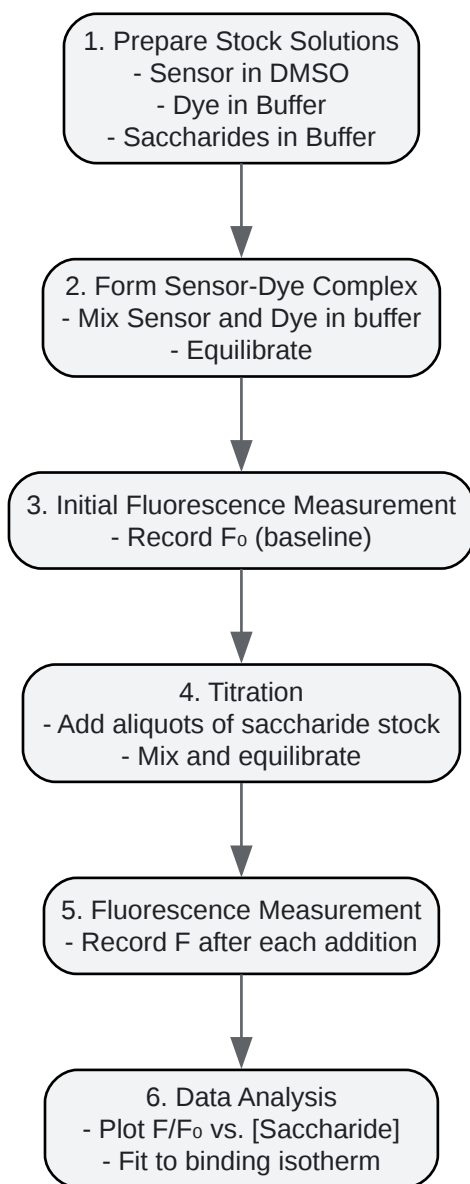 1. Prepare Stock Solutions
- Sensor in DMSO
- Dye in Buffer
- Saccharides in Buffer
2. Form Sensor-Dye Complex
- Mix Sensor and Dye in buffer
- Equilibrate
3. Initial Fluorescence Measurement
- Record F₀ (baseline)
4. Titration
- Add aliquots of saccharide stock
- Mix and equilibrate
5. Fluorescence Measurement
- Record F after each addition
6. Data Analysis
- Plot F/F₀ vs. [Saccharide]
- Fit to binding isotherm